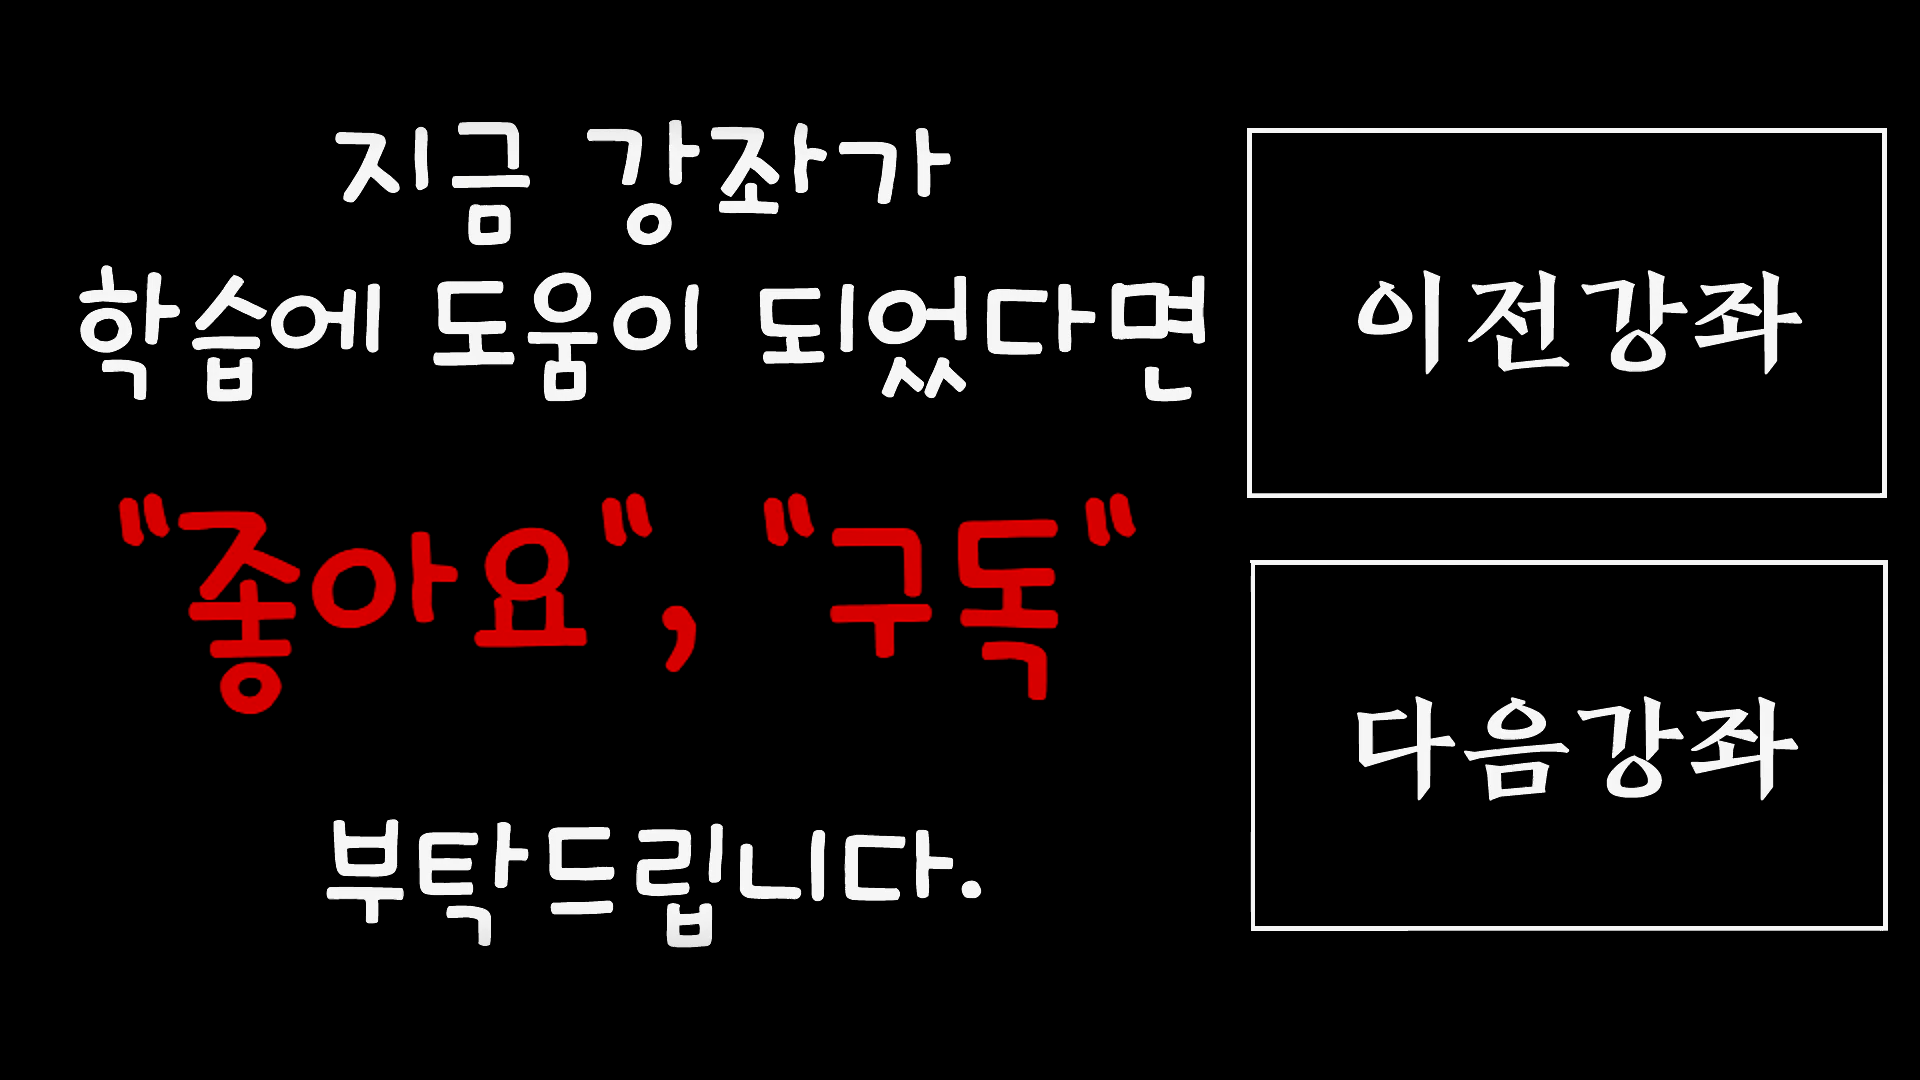 지금 강좌가
학습에 도움이 되었다면
"좋아요", "구독"
부탁드립니다.
이전강좌
다음강좌